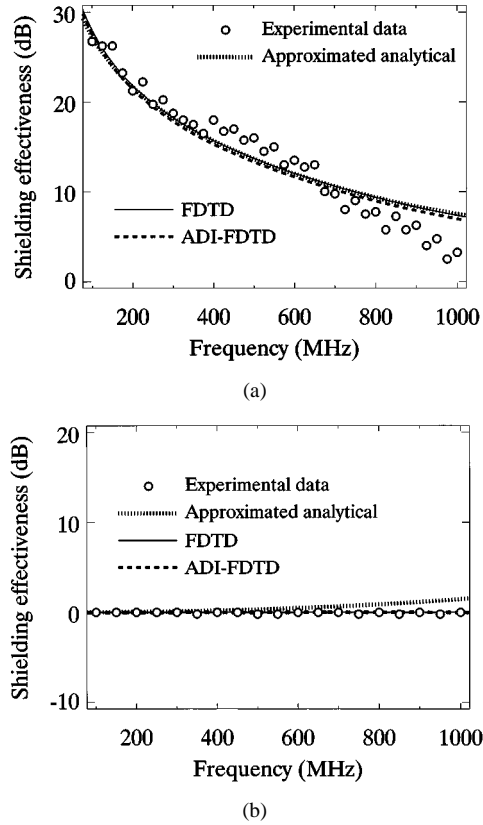 30
Shielding effectiveness (dB)
Experimental data
Approximated analytical
20
10
FDTD
ADI-FDTD
0
200 400 600 800 1000
Frequency (MHz)
(a)
20
Shielding effectiveness (dB)
Experimental data
Approximated analytical
10
FDTD
ADI-FDTD
0
-10
200 400 600 800 1000
Frequency (MHz)
(b)